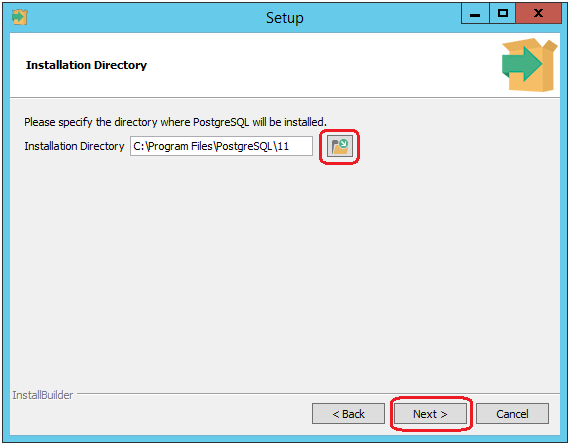 Setup
Installation Directory
Please specify the directory where PostgreSQL will be installed.
Installation Directory C:\Program Files\PostgreSQL\11
InstallBuilder
< Back Next > Cancel